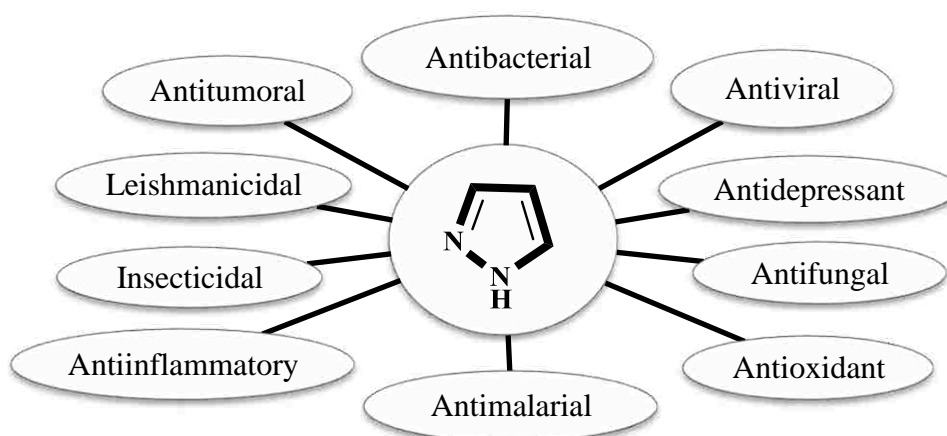 Antibacterial
Antitumoral
Antiviral
Leishmanicidal
Antidepressant
N
N
H
Insecticidal
Antifungal
Antiinflammatory
Antioxidant
Antimalarial